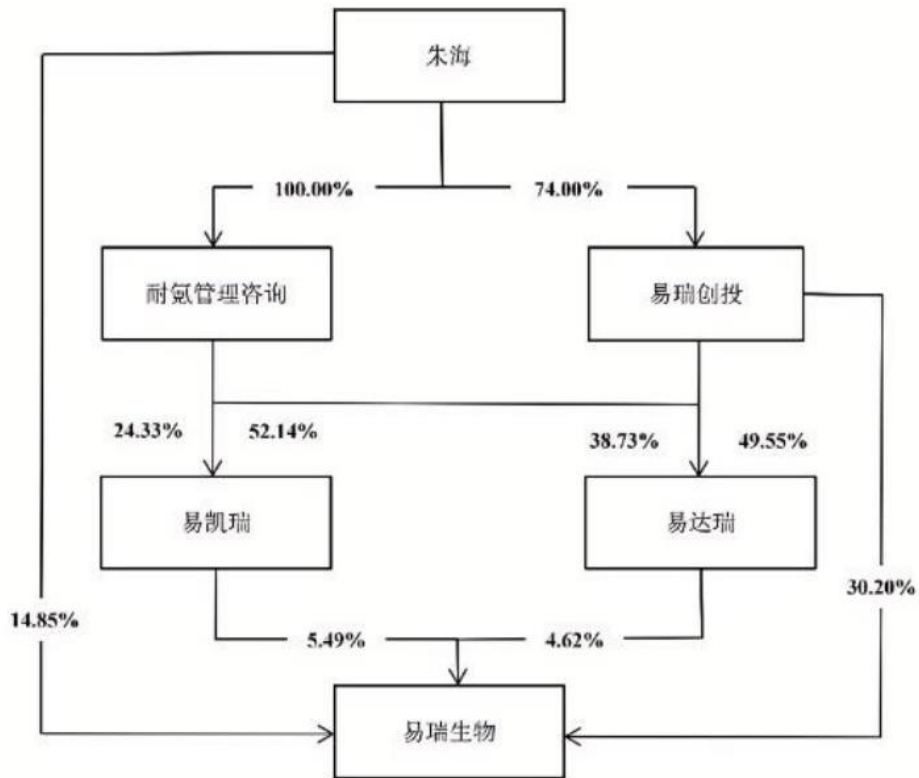 朱海
100.00%
74.00%
耐氪管理咨询
易瑞创投
24.33%
52.14%
38.73%
49.55%
易凯瑞
易达瑞
14.85%
30.20%
5.49%
4.62%
易瑞生物